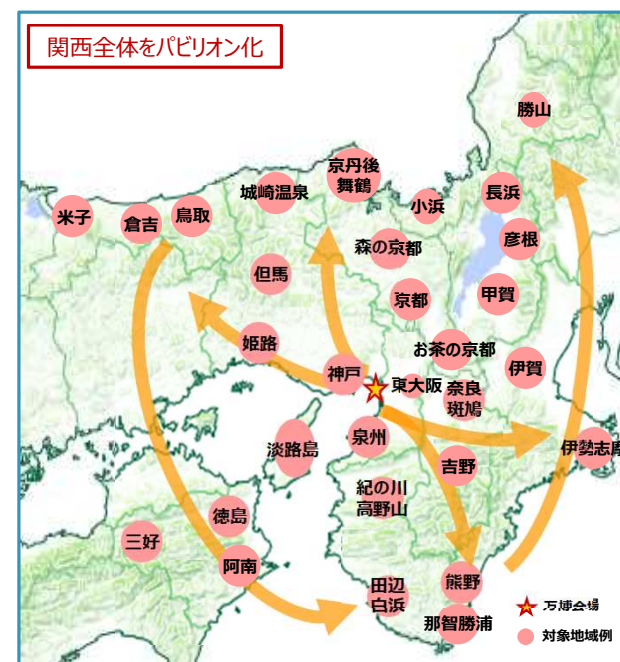 関西全体をパビリオン化
勝山
京丹後
舞鶴
城崎温泉
小浜
長浜
米子
倉吉
鳥取
森の京都
彦根
但馬
京都
甲賀
姫路
お茶の京都
神戸
東大阪
奈良
斑鳩
伊賀
淡路島
泉州
吉野
伊勢志摩
紀の川
高野山
徳島
三好
阿南
田辺
白浜
熊野
那智勝浦
万博会場
対象地域例